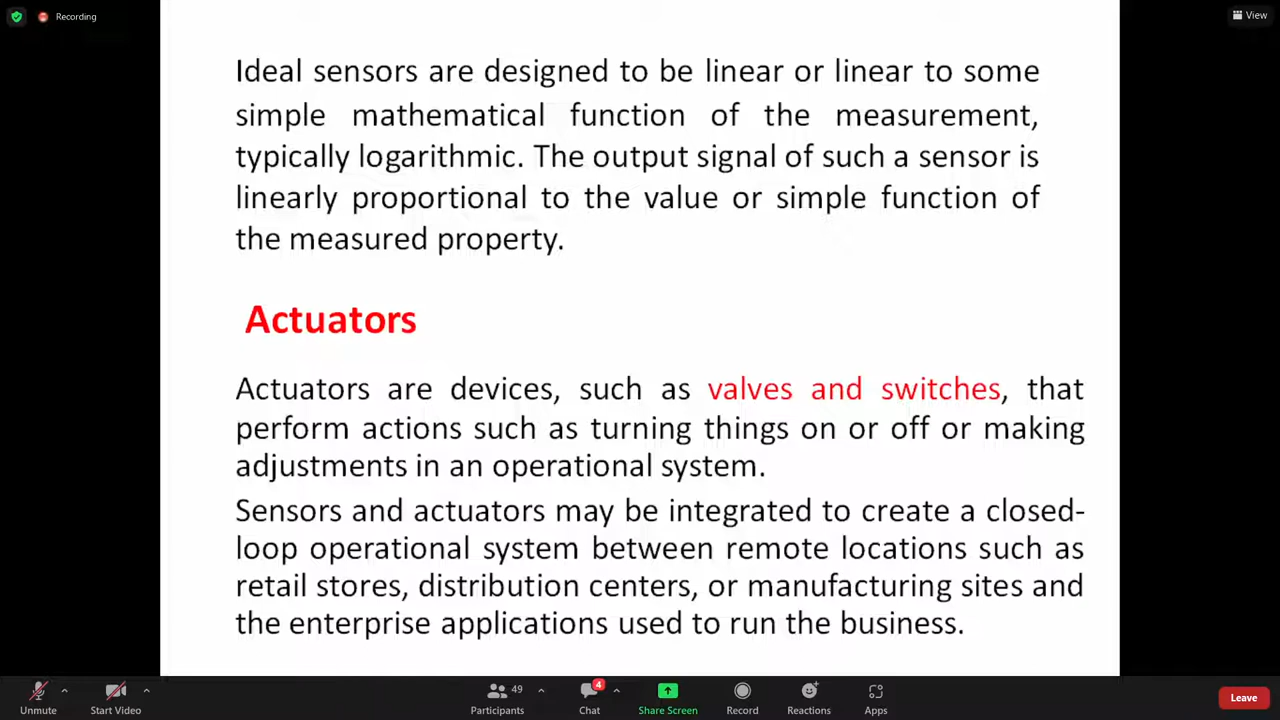 Recording
View
Ideal sensors are designed to be linear or linear to some
simple mathematical function of the measurement,
typically logarithmic. The output signal of such a sensor is
linearly proportional to the value or simple function of
the measured property.
Actuators
Actuators are devices, such as valves and switches, that
perform actions such as turning things on or off or making
adjustments in an operational system.
Sensors and actuators may be integrated to create a closed-
loop operational system between remote locations such as
retail stores, distribution centers, or manufacturing sites and
the enterprise applications used to run the business.
49
4
Unmute
Start Video
Participants
Chat
Share Screen
Record
Reactions
Apps
Leave